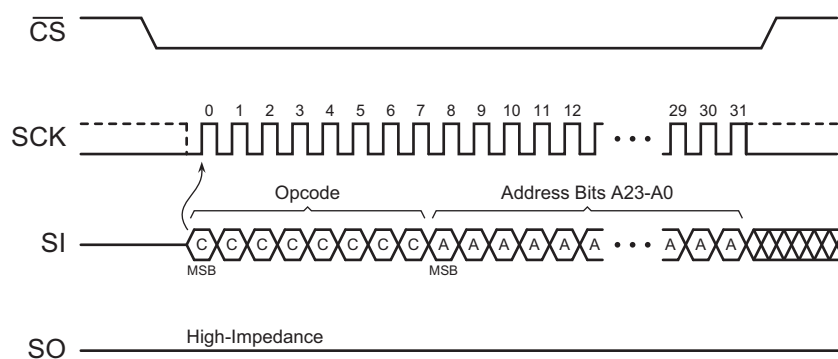 CS
0 1 2 3 4 5 6 7 8 9 10 11 12 29 30 31
SCK
Opcode Address Bits A23-A0
SI C C C C C C C C A A A A A A A A A
MSB MSB
High-Impedance
SO